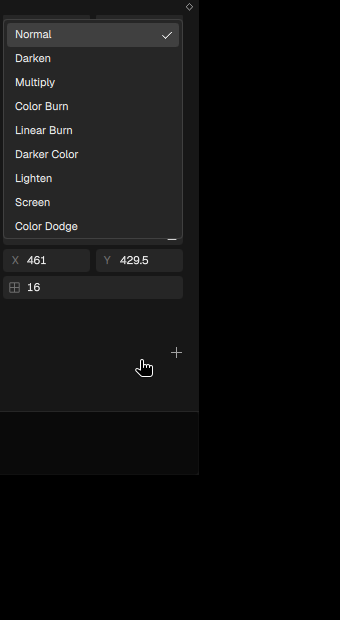 Normal
Darken
Multiply
Color Burn
Linear Burn
Darker Color
Lighten
Screen
Color Dodge
X 461 Y 429.5
16